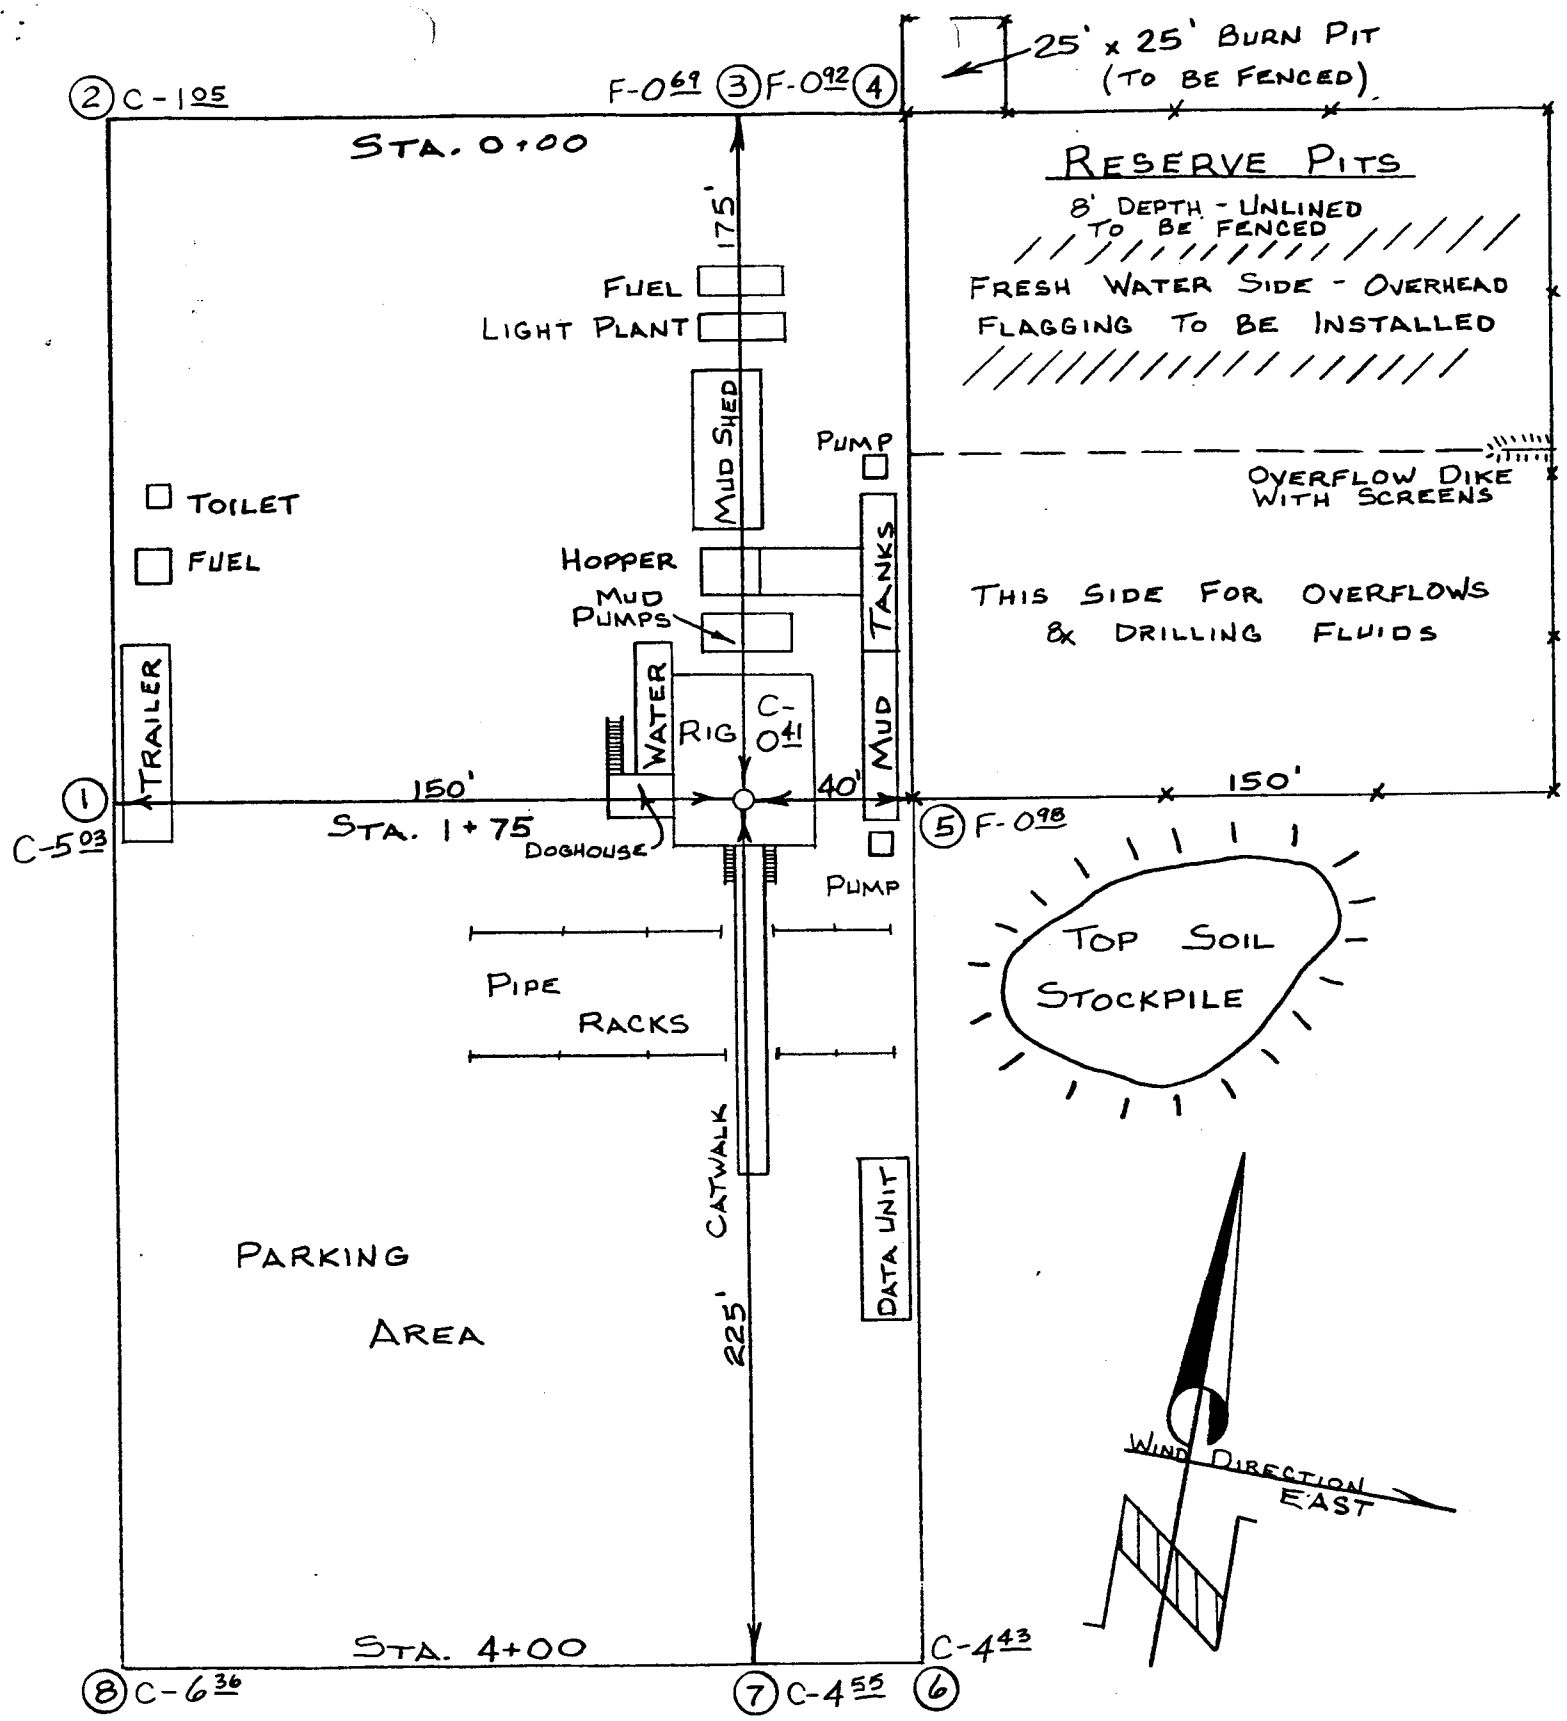 25' x 25' BURN PIT
(TO BE FENCED)
2 C-1 05
F-0 69 3 F-0 92 4
STA. 0+00
RESERVE PITS
8' DEPTH - UNLINED
TO BE FENCED
175'
FUEL
LIGHT PLANT
FRESH WATER SIDE - OVERHEAD
FLAGGING TO BE INSTALLED
MUD SHED
PUMP
OVERFLOW DIKE
WITH SCREENS
TOILET
FUEL
HOPPER
MUD
PUMPS
MUD TANKS
THIS SIDE FOR OVERFLOWS
& DRILLING FLUIDS
TRAILER
WATER
RIG
C-
0 41
1
150'
40'
150'
C-5 03
STA. 1+75
DOGHOUSE
5 F-0 98
PUMP
TOP SOIL
STOCKPILE
PIPE
RACKS
CATWALK
DATA UNIT
PARKING
AREA
225'
WIND DIRECTION
EAST
N
STA. 4+00
C-4 43
8 C-6 36
7 C-4 55
6